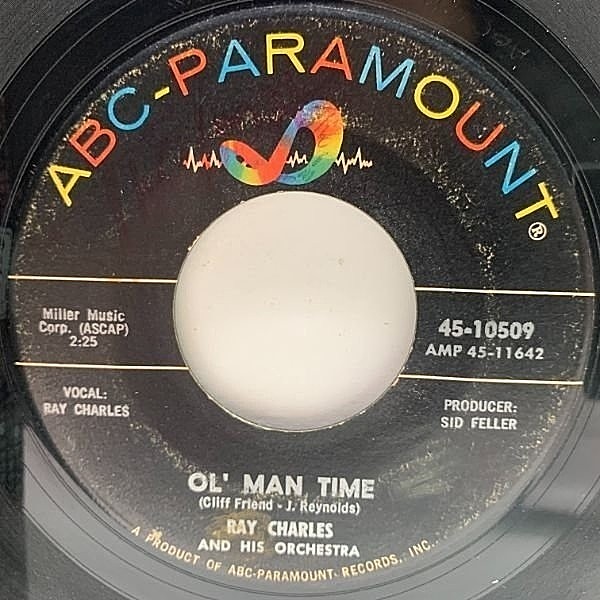 ABC-PARAMOUNT®
Miller Music
Corp. (ASCAP)
2:25
45-10509
AMP 45-11642
VOCAL:
RAY CHARLES
PRODUCER:
SID FELLER
OL' MAN TIME
(Cliff Friend - J. Reynolds)
RAY CHARLES
AND HIS ORCHESTRA
A PRODUCT OF ABC-PARAMOUNT RECORDS, INC.